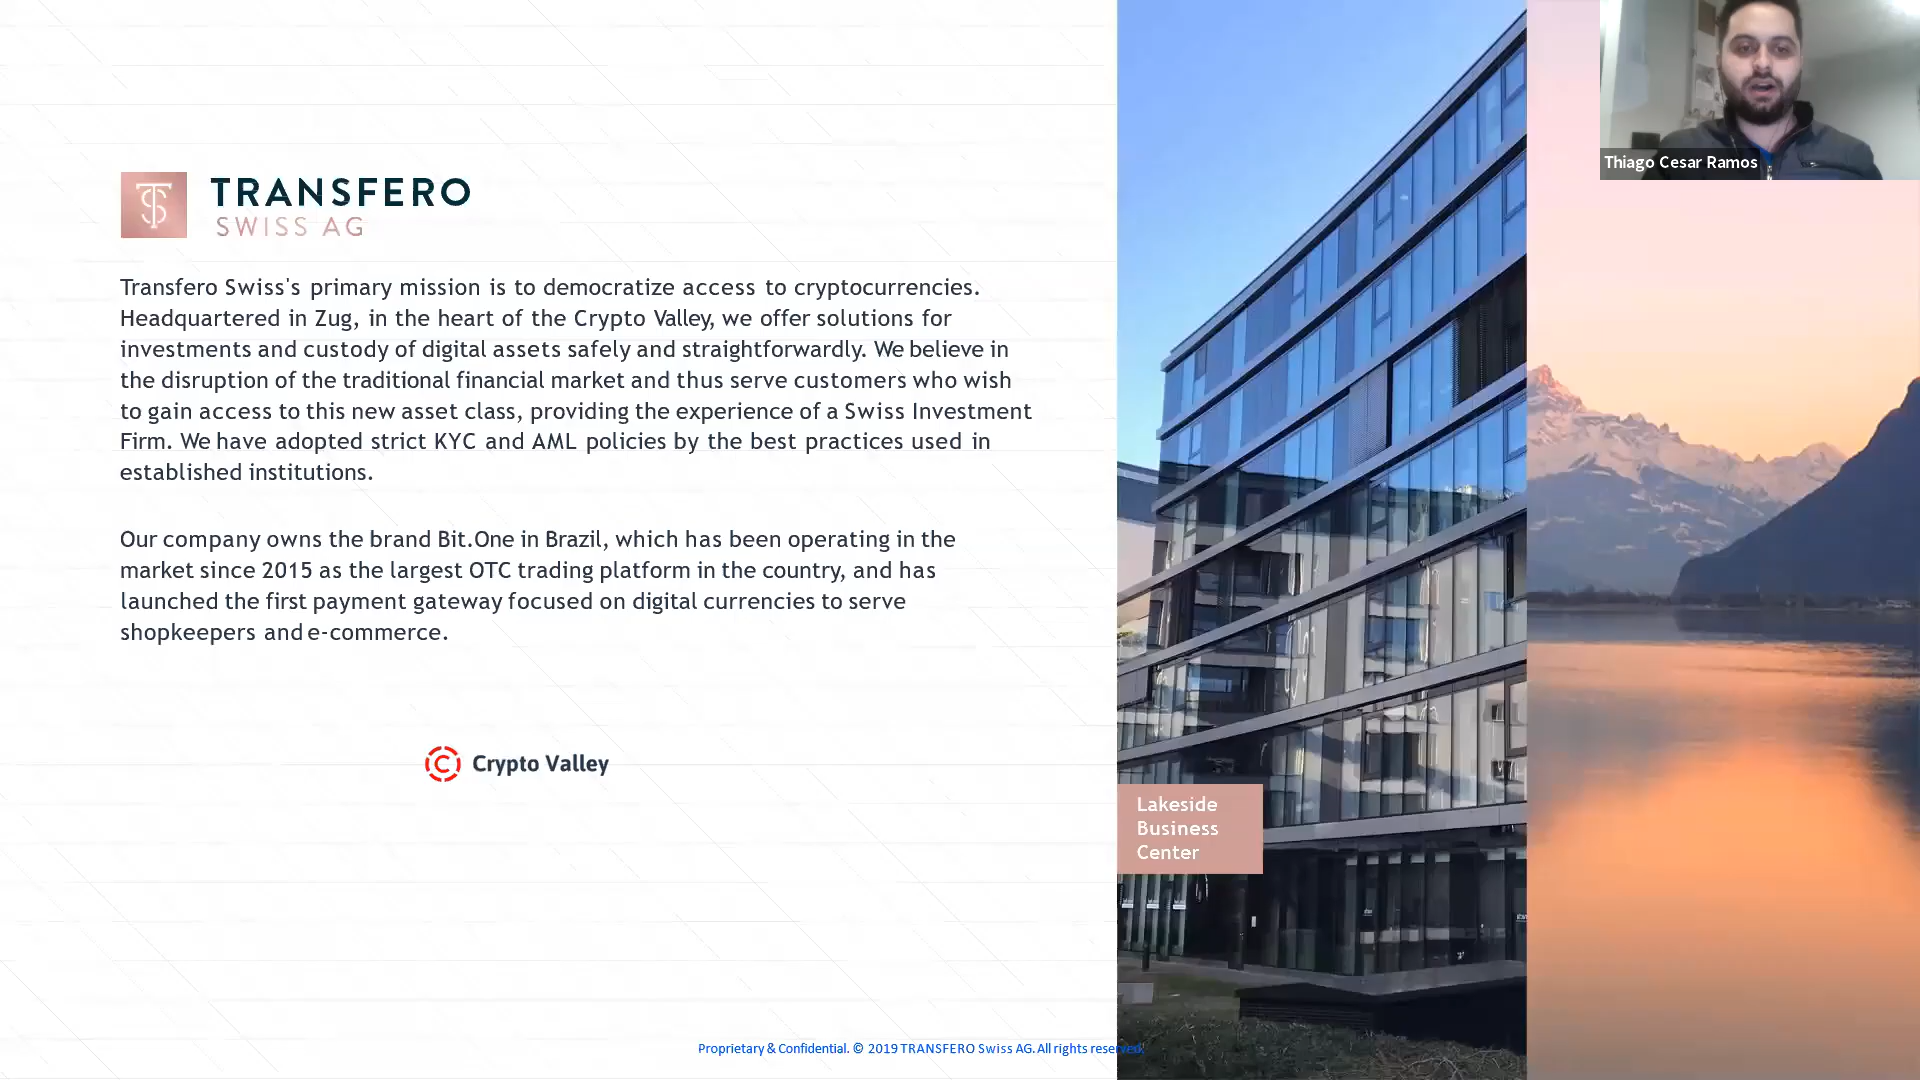 TRANSFERO
SWISS AG
Transfero Swiss's primary mission is to democratize access to cryptocurrencies.
Headquartered in Zug, in the heart of the Crypto Valley, we offer solutions for
investments and custody of digital assets safely and straightforwardly. We believe in
the disruption of the traditional financial market and thus serve customers who wish
to gain access to this new asset class, providing the experience of a Swiss Investment
Firm. We have adopted strict KYC and AML policies by the best practices used in
established institutions.
Our company owns the brand Bit.One in Brazil, which has been operating in the
market since 2015 as the largest OTC trading platform in the country, and has
launched the first payment gateway focused on digital currencies to serve
shopkeepers and e-commerce.
Crypto Valley
Lakeside
Business
Center
Thiago Cesar Ramos
Proprietary & Confidential. © 2019 TRANSFERO Swiss AG. All rights reserved.